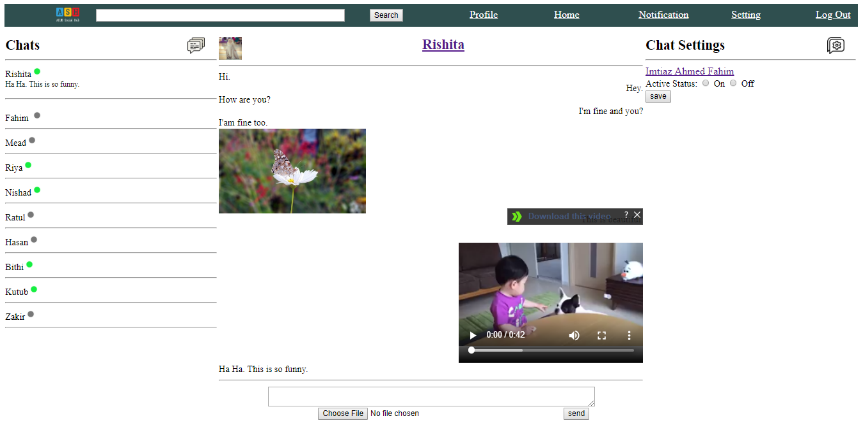 ASK
Search
Profile
Home
Notification
Setting
Log Out
Chats
Rishita
Ha Ha. This is so funny.
Fahim
Mead
Riya
Nishad
Ratul
Hasan
Bithi
Kutub
Zakir
Rishita
Hi.
Hey.
How are you?
I'm fine and you?
I'am fine too.
Download this video ? ×
0:00 / 0:42
Ha Ha. This is so funny.
Choose File No file chosen
send
Chat Settings
Imtiaz Ahmed Fahim
Active Status: On Off
save